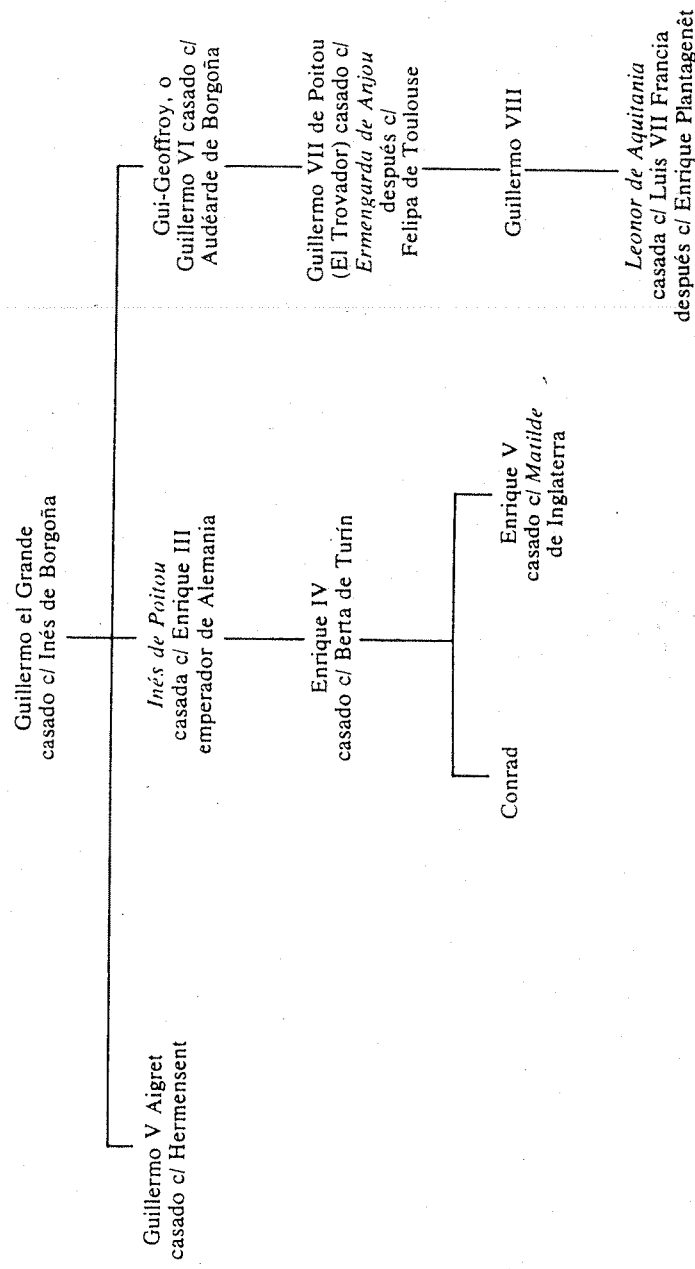 Guillermo el Grande
casado c/ Inés de Borgoña
Guillermo V Aigret
casado c/ Hermensent
Inés de Poitou
casada c/ Enrique III
emperador de Alemania
Gui-Geoffroy, o
Guillermo VI casado c/
Audéarde de Borgoña
Enrique IV
casado c/ Berta de Turín
Guillermo VII de Poitou
(El Trovador) casado c/
Ermengarda de Anjou
después c/
Felipa de Toulouse
Conrad
Enrique V
casado c/ Matilde
de Inglaterra
Guillermo VIII
Leonor de Aquitania
casada c/ Luis VII Francia
después c/ Enrique Plantagenêt